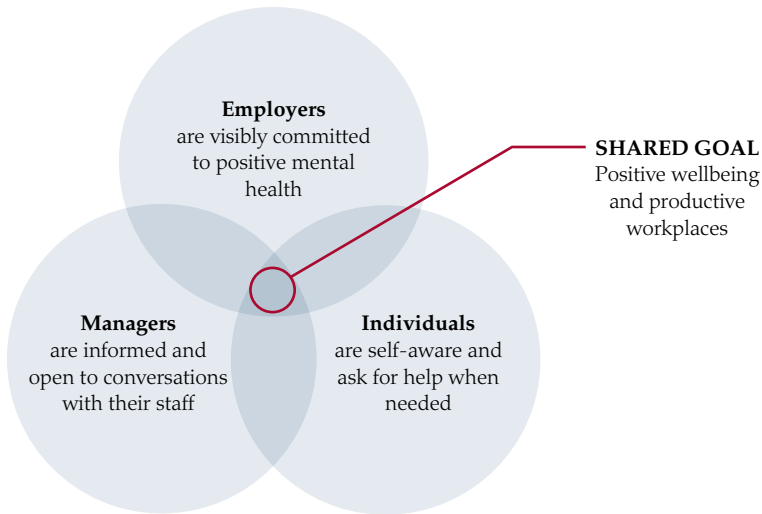 Employers
are visibly committed
to positive mental
health
SHARED GOAL
Positive wellbeing
and productive
workplaces
Managers
are informed and
open to conversations
with their staff
Individuals
are self-aware and
ask for help when
needed